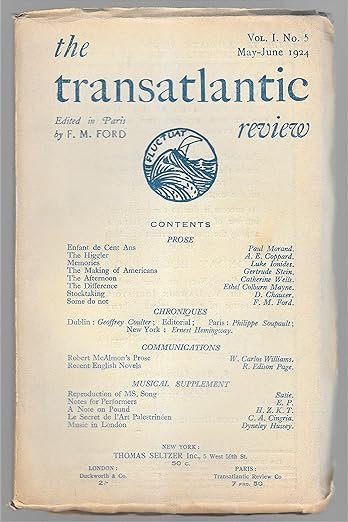 the
transatlantic
review
Vol. I. No. 5
May-June 1924
Edited in Paris
by F. M. FORD
FLUCTUAT
CONTENTS
PROSE
Enfant de Cent Ans Paul Morand.
The Higgler A. E. Coppard.
Memories Luke Ionides.
The Making of Americans Gertrude Stein.
The Afternoon Catherine Wells.
The Difference Ethel Colburn Mayne.
Stocktaking D. Chaucer.
Some do not F. M. Ford.
CHRONIQUES
Dublin : Geoffrey Coulter ; Editorial ; Paris : Philippe Soupault ;
New York : Ernest Hemingway.
COMMUNICATIONS
Robert McAlmon's Prose W. Carlos Williams.
Recent English Novels R. Edison Page.
MUSICAL SUPPLEMENT
Reproduction of MS, Song Satie.
Notes for Performers E. P.
A Note on Pound H. Z. K. T.
Le Secret de l'Art Palestrinien C. A. Cingria.
Music in London Dyneley Hussey.
NEW YORK :
THOMAS SELTZER Inc., 5 West 50th St.
50 c.
LONDON :
Duckworth & Co.
2/-
PARIS :
Transatlantic Review Co
7 frs. 50